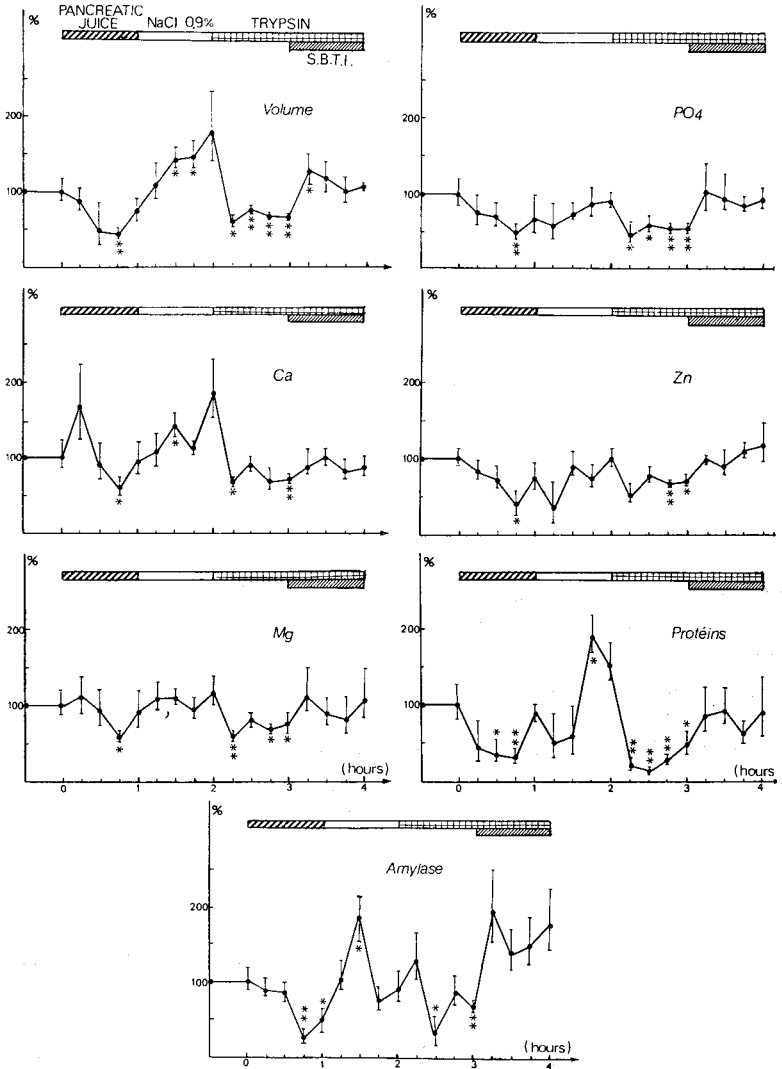 %
PANCREATIC JUICE
NaCl 0,9%
TRYPSIN
S.B.T.I.
Volume
200
100
%
PO4
200
100
%
Ca
200
100
%
Zn
200
100
%
Mg
200
100
(hours)
0 1 2 3 4
%
Protéins
200
100
(hours
0 1 2 3 4
%
Amylase
200
100
(hours)
0 1 2 3 4